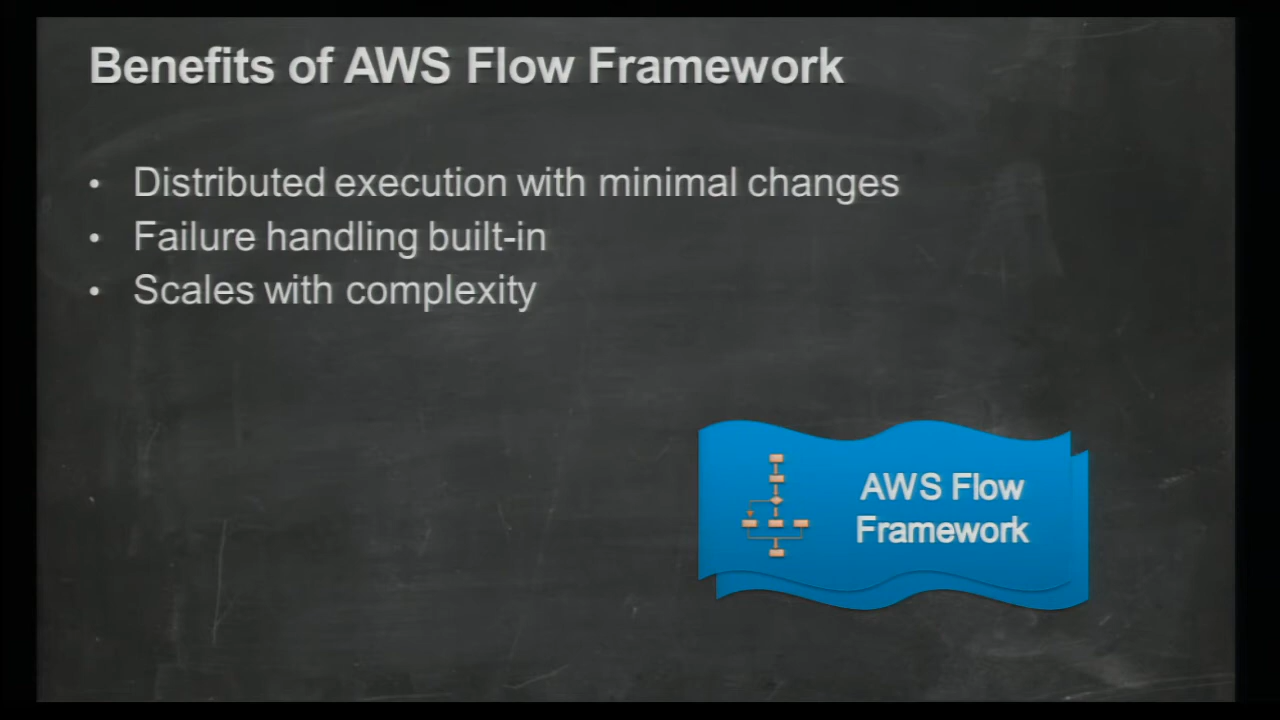 Benefits of AWS Flow Framework
• Distributed execution with minimal changes
• Failure handling built-in
• Scales with complexity
AWS Flow
Framework